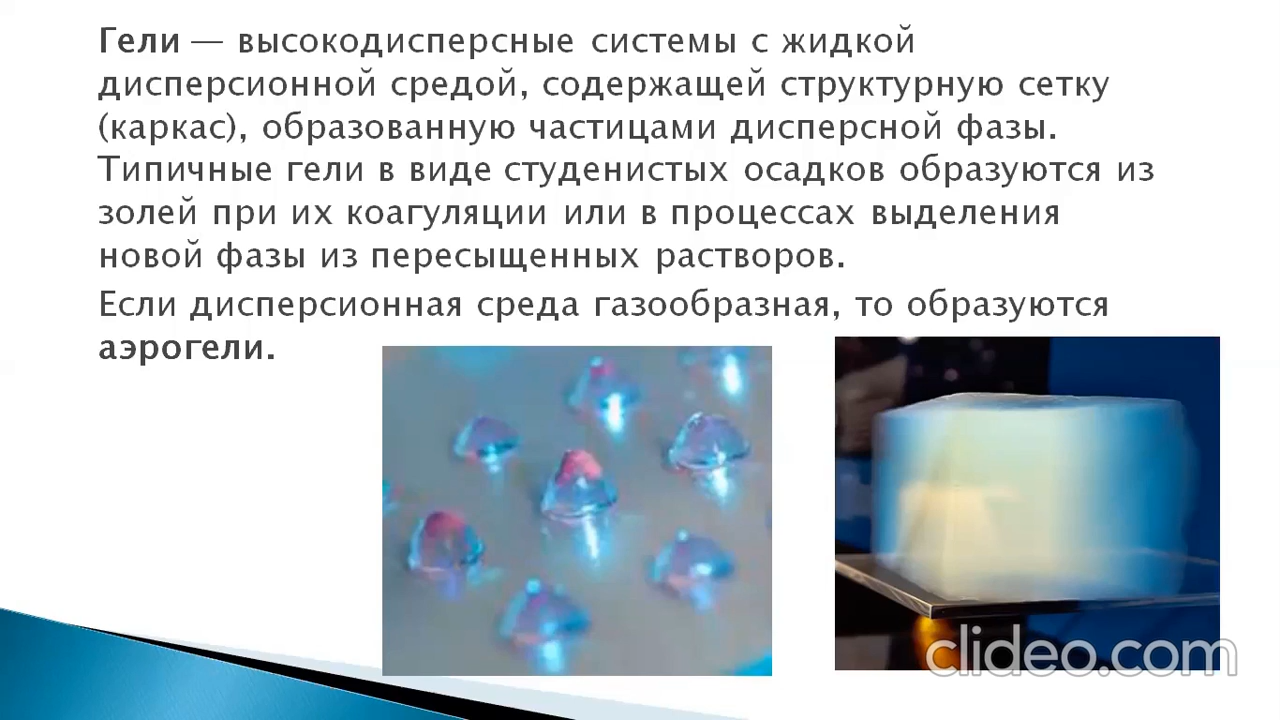 Гели — высокодисперсные системы с жидкой
дисперсионной средой, содержащей структурную сетку
(каркас), образованную частицами дисперсной фазы.
Типичные гели в виде студенистых осадков образуются из
золей при их коагуляции или в процессах выделения
новой фазы из пересыщенных растворов.
Если дисперсионная среда газообразная, то образуются
аэрогели.
clideo.com